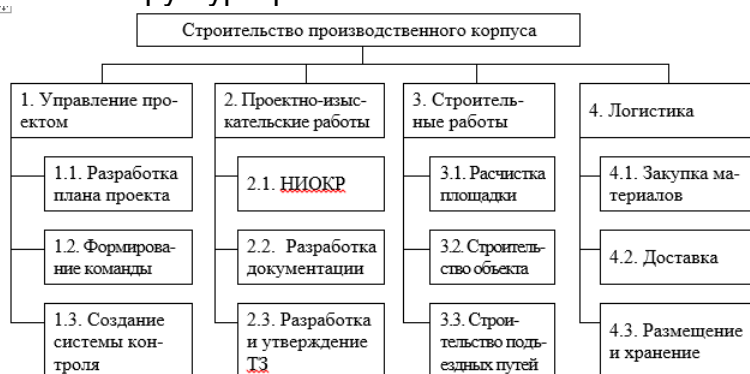 Строительство производственного корпуса
1. Управление про-
ектом
1.1. Разработка
плана проекта
1.2. Формирова-
ние команды
1.3. Создание
системы кон-
троля
2. Проектно-изыс-
кательские работы
2.1. НИОКР
2.2. Разработка
документации
2.3. Разработка
и утверждение
ТЗ
3. Строитель-
ные работы
3.1. Расчистка
площадки
3.2. Строитель-
ство объекта
3.3. Строи-
тельство подъ-
ездных путей
4. Логистика
4.1. Закупка ма-
териалов
4.2. Доставка
4.3. Размещение
и хранение